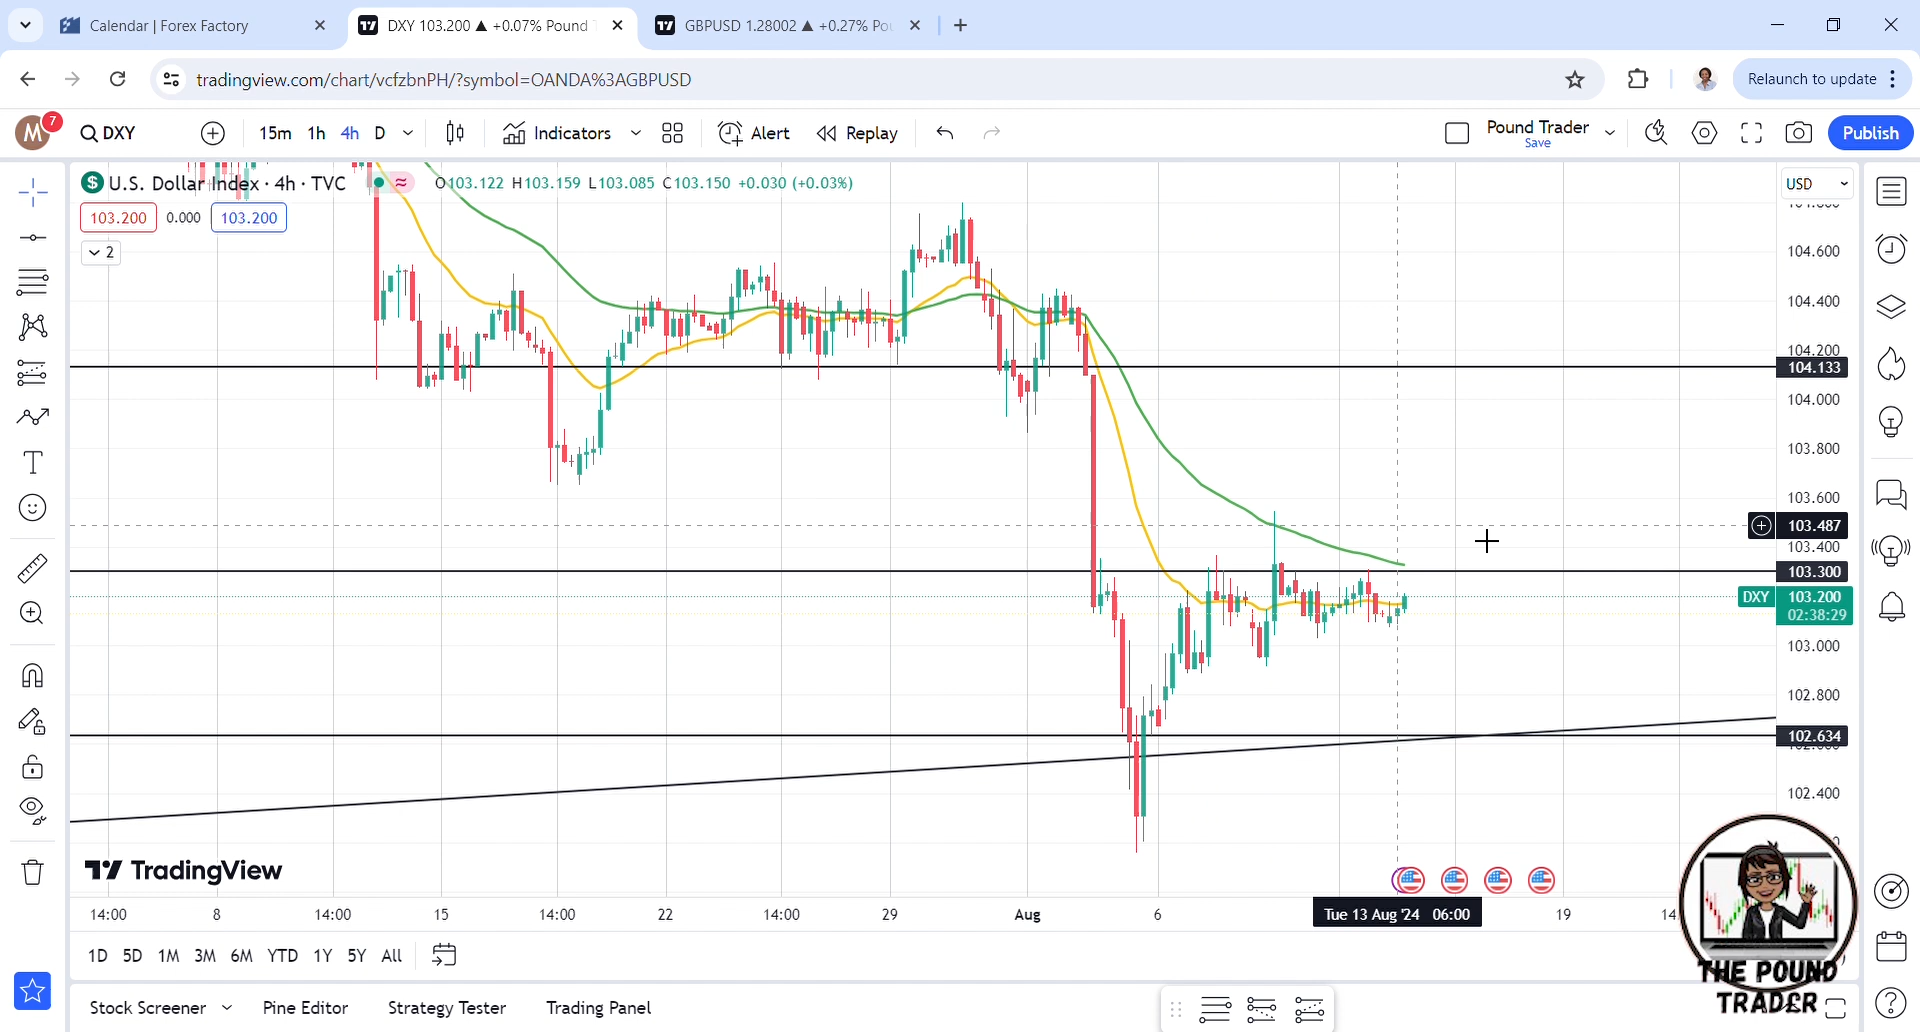 Calendar | Forex Factory
DXY 103.200 ▲ +0.07% Pound
GBPUSD 1.28002 ▲ +0.27%
tradingview.com/chart/vcfzbnPH/?symbol=OANDA%3AGBPUSD
Relaunch to update
M 7
DXY
15m 1h 4h D
Indicators
Alert
Replay
Pound Trader
Save
Publish
U.S. Dollar Index · 4h · TVC
O103.122 H103.159 L103.085 C103.150 +0.030 (+0.03%)
USD
103.200 0.000 103.200
2
104.600
104.400
104.200
104.133
104.000
103.800
103.600
103.487
103.400
103.300
DXY 103.200
02:38:29
103.000
102.800
102.634
102.400
TradingView
14:00 8 14:00 15 14:00 22 14:00 29 Aug 6 Tue 13 Aug '24 06:00 19
1D 5D 1M 3M 6M YTD 1Y 5Y All
Stock Screener Pine Editor Strategy Tester Trading Panel
THE POUND
TRADER